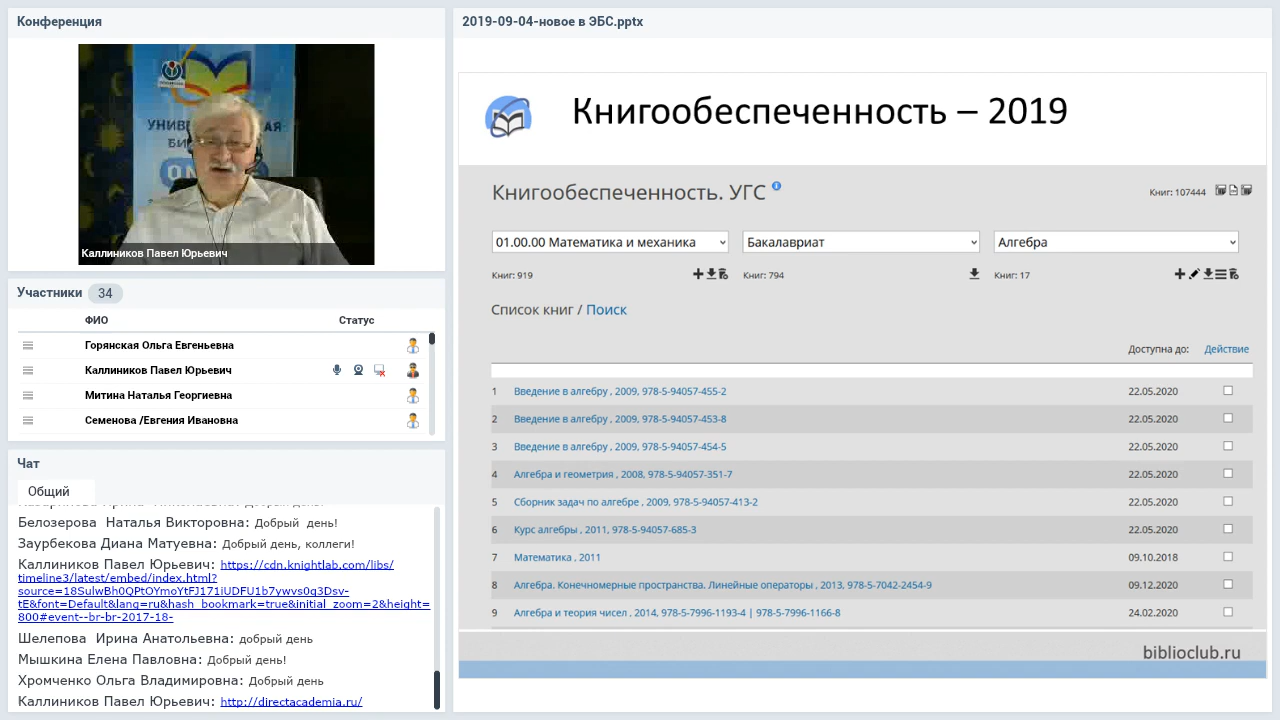 Конференция
Каллиников Павел Юрьевич
Участники 34
ФИО Статус
Горянская Ольга Евгеньевна
Каллиников Павел Юрьевич
Митина Наталья Георгиевна
Семенова /Евгения Ивановна
Чат
Общий
Белозерова Наталья Викторовна: Добрый день!
Заурбекова Диана Матуевна: Добрый день, коллеги!
Каллиников Павел Юрьевич: https://cdn.knightlab.com/libs/
timeline3/latest/embed/index.html?
source=18SulwBh0QPtOYmoYtFJ171iUDFU1b7ywvs0q3Dsv-
tE&font=Default&lang=ru&hash_bookmark=true&initial_zoom=2&height=
800#event--br-br-2017-18-
Шелепова Ирина Анатольевна: добрый день
Мышкина Елена Павловна: Добрый день!
Хромченко Ольга Владимировна: Добрый день
Каллиников Павел Юрьевич: http://directacademia.ru/
2019-09-04-новое в ЭБС.pptx
Книгообеспеченность – 2019
Книгообеспеченность. УГС
Книг: 107444
01.00.00 Математика и механика Бакалавриат Алгебра
Книг: 919 Книг: 794 Книг: 17
Список книг / Поиск
Доступна до: Действие
1 Введение в алгебру , 2009, 978-5-94057-455-2 22.05.2020
2 Введение в алгебру , 2009, 978-5-94057-453-8 22.05.2020
3 Введение в алгебру , 2009, 978-5-94057-454-5 22.05.2020
4 Алгебра и геометрия , 2008, 978-5-94057-351-7 22.05.2020
5 Сборник задач по алгебре , 2009, 978-5-94057-413-2 22.05.2020
6 Курс алгебры , 2011, 978-5-94057-685-3 22.05.2020
7 Математика , 2011 09.10.2018
8 Алгебра. Конечномерные пространства. Линейные операторы , 2013, 978-5-7042-2454-9 09.12.2020
9 Алгебра и теория чисел , 2014, 978-5-7996-1193-4 | 978-5-7996-1166-8 24.02.2020
biblioclub.ru